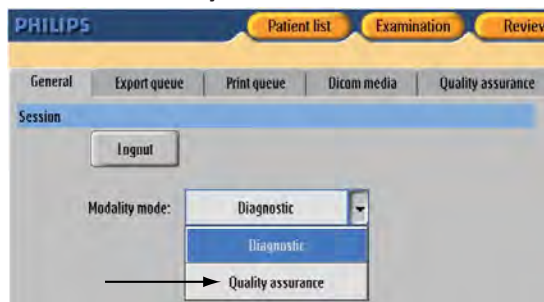 PHILIPS Patient list Examination Review
General Export queue Print queue Dicom media Quality assurance
Session
Logout
Modality mode: Diagnostic
Diagnostic
Quality assurance